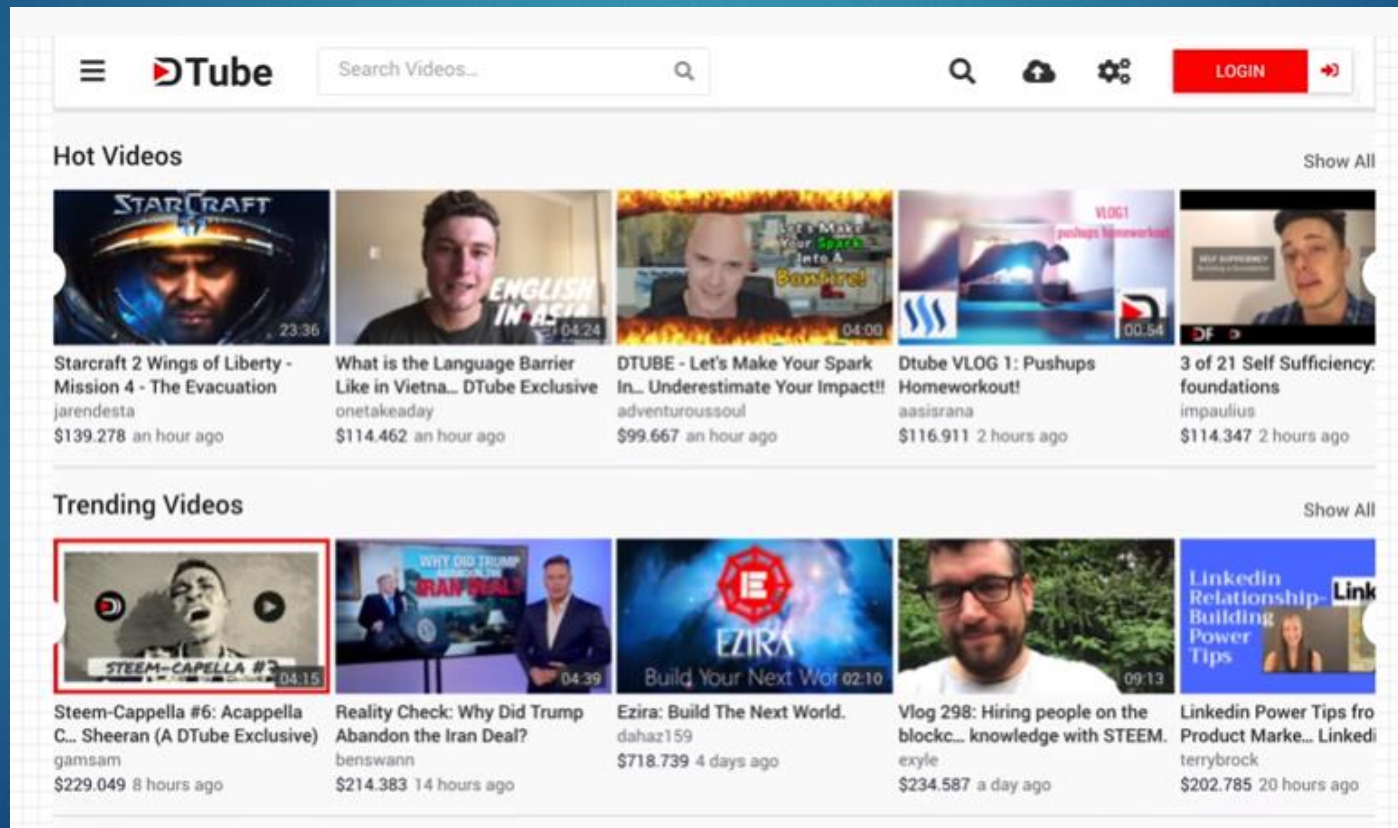 DTube
Search Videos...
LOGIN
Hot Videos
Show All
STARCRAFT
23:36
ENGLISH
IN ASIA
04:24
Let's Make
Your Spark
Into A
Bonfire!
04:00
VLOG1
pushups homeworkout
00:54
SELF SUFFICIENCY
Building a foundation
Starcraft 2 Wings of Liberty -
Mission 4 - The Evacuation
jarendesta
$139.278 an hour ago
What is the Language Barrier
Like in Vietna... DTube Exclusive
onetakeaday
$114.462 an hour ago
DTUBE - Let's Make Your Spark
In... Underestimate Your Impact!!
adventuroussoul
$99.667 an hour ago
Dtube VLOG 1: Pushups
Homeworkout!
aasisrana
$116.911 2 hours ago
3 of 21 Self Sufficiency:
foundations
impaulius
$114.347 2 hours ago
Trending Videos
Show All
STEEM-CAPELLA
04:15
WHY DID TRUMP
IRAN DEAL?
04:39
EZIRA
Build Your Next Wor
02:10
09:13
Linkedin
Relationship-
Building
Power
Tips
Link
Steem-Cappella #6: Acappella
C... Sheeran (A DTube Exclusive)
gamsam
$229.049 8 hours ago
Reality Check: Why Did Trump
Abandon the Iran Deal?
benswann
$214.383 14 hours ago
Ezira: Build The Next World.
dahaz159
$718.739 4 days ago
Vlog 298: Hiring people on the
blockc... knowledge with STEEM.
exyle
$234.587 a day ago
Linkedin Power Tips fro
Product Marke... Linkedi
terrybrock
$202.785 20 hours ago